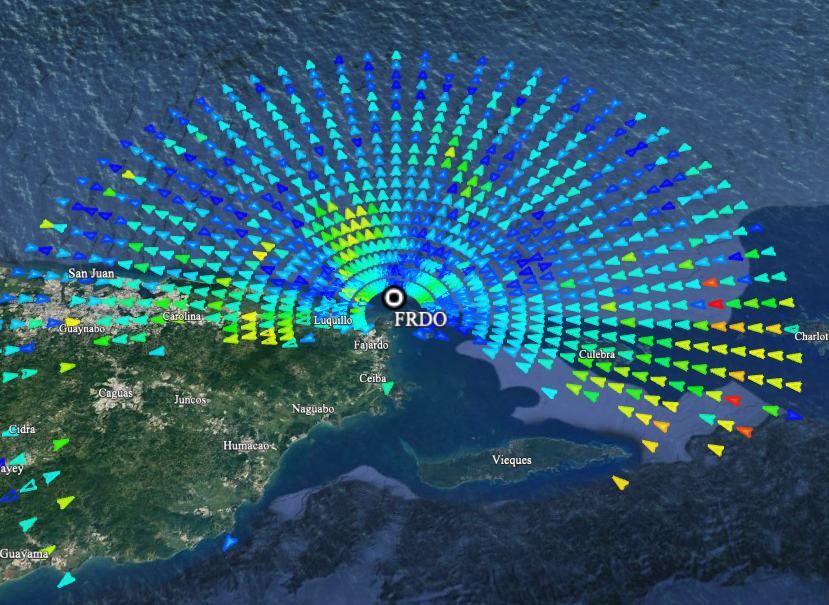 San Juan
Carolina
Luquillo
FRDO
Guaynabo
Fajardo
Charlot
Culebra
Ceiba
Caguas
Juncos
Naguabo
Cidra
Humacao
Vieques
ayey
Guayama